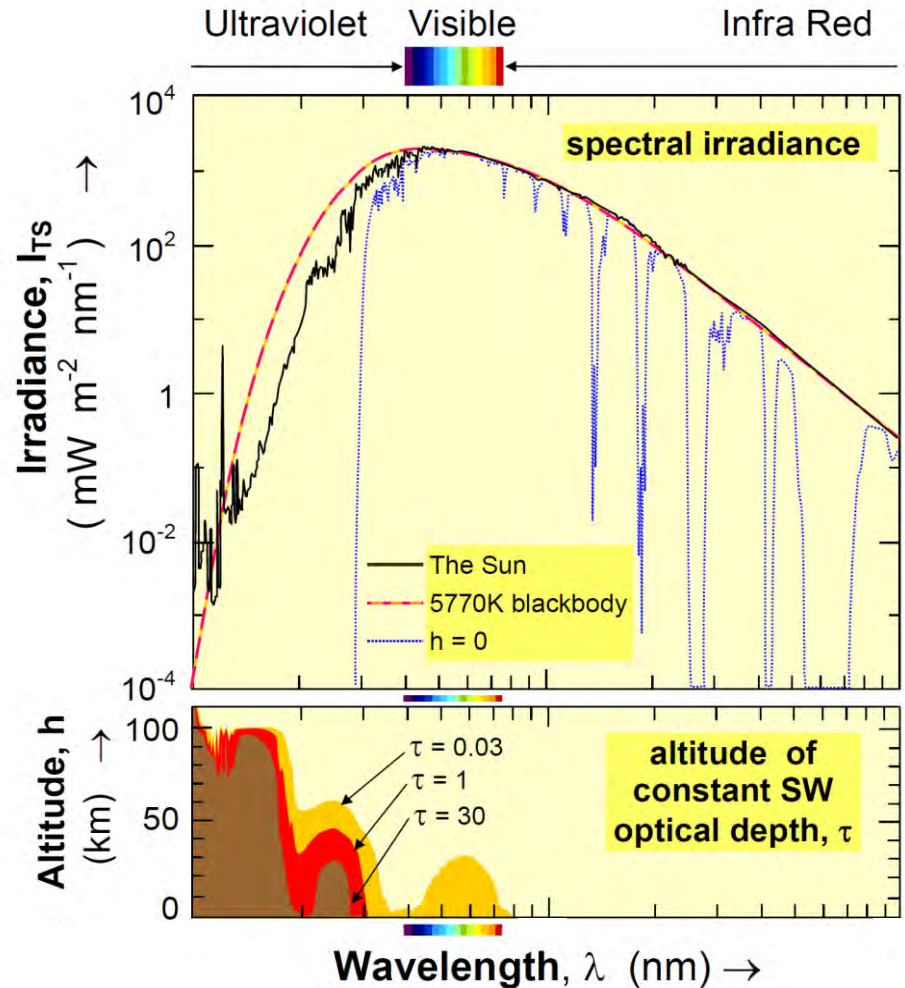 Ultraviolet Visible Infra Red
spectral irradiance
Irradiance, I_TS →
( mW m⁻² nm⁻¹ )
10⁴
10²
1
10⁻²
10⁻⁴
The Sun
5770K blackbody
h = 0
Altitude, h →
(km)
100
50
0
τ = 0.03
τ = 1
τ = 30
altitude of
constant SW
optical depth, τ
Wavelength, λ (nm) →